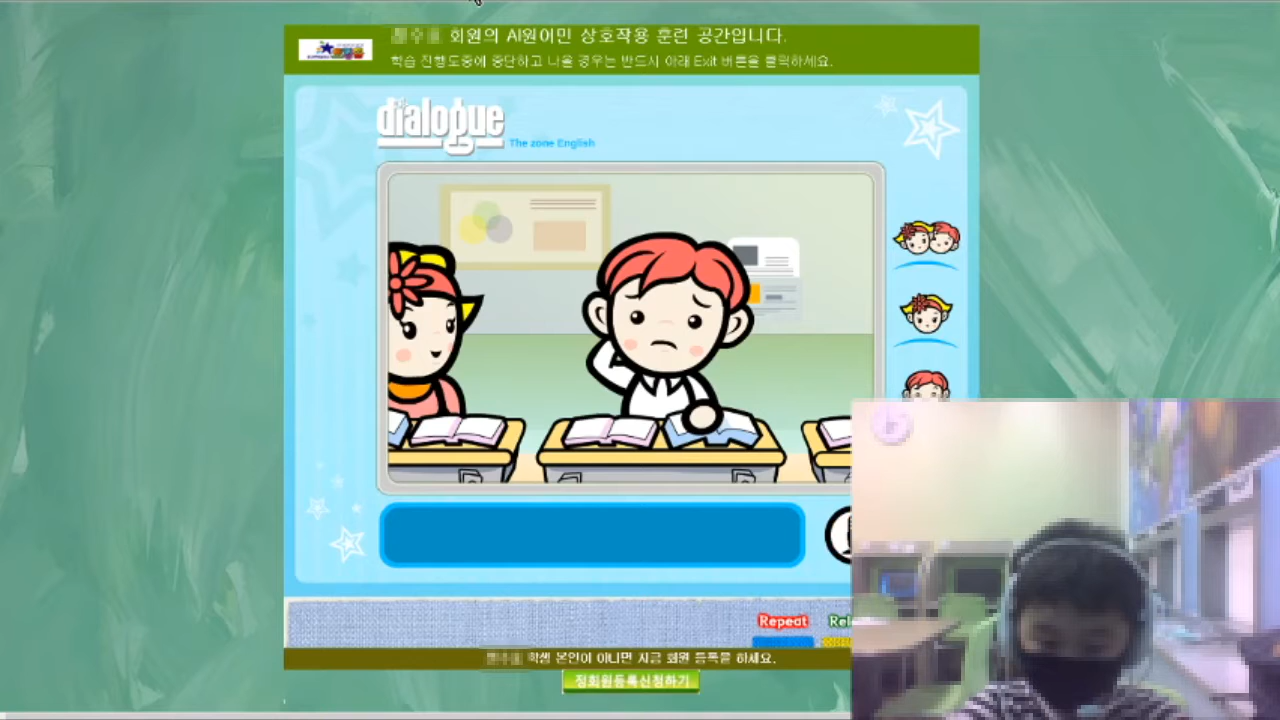 회원의 AI원어민 상호작용 훈련 공간입니다.
학습 진행도중에 중단하고 나올 경우는 반드시 아래 Exit 버튼을 클릭하세요.
dialogue
The zone English
Repeat
학생 본인이 아니면 지금 회원 등록을 하세요.
정회원등록신청하기